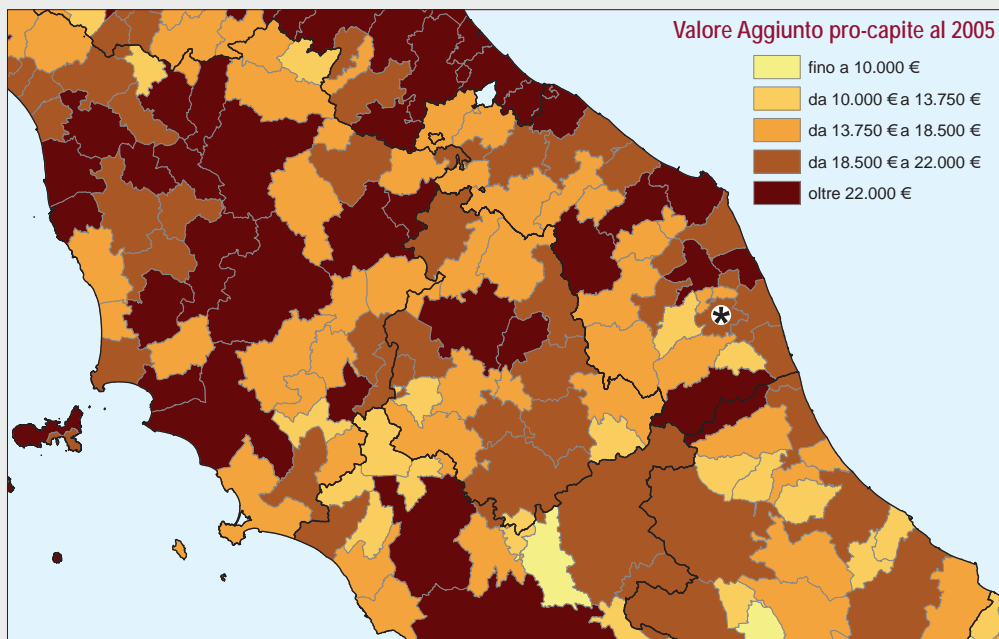 Valore Aggiunto pro-capite al 2005
fino a 10.000 €
da 10.000 € a 13.750 €
da 13.750 € a 18.500 €
da 18.500 € a 22.000 €
oltre 22.000 €
*